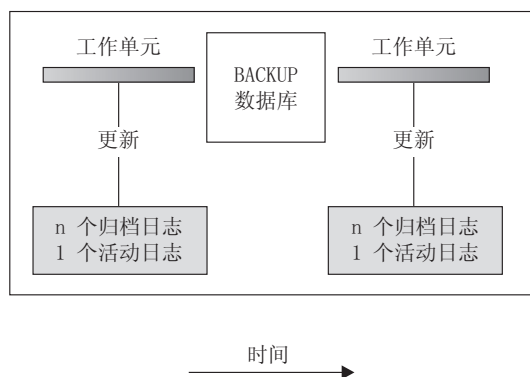 工作单元
BACKUP
数据库
工作单元
更新
更新
n 个归档日志
1 个活动日志
n 个归档日志
1 个活动日志
时间